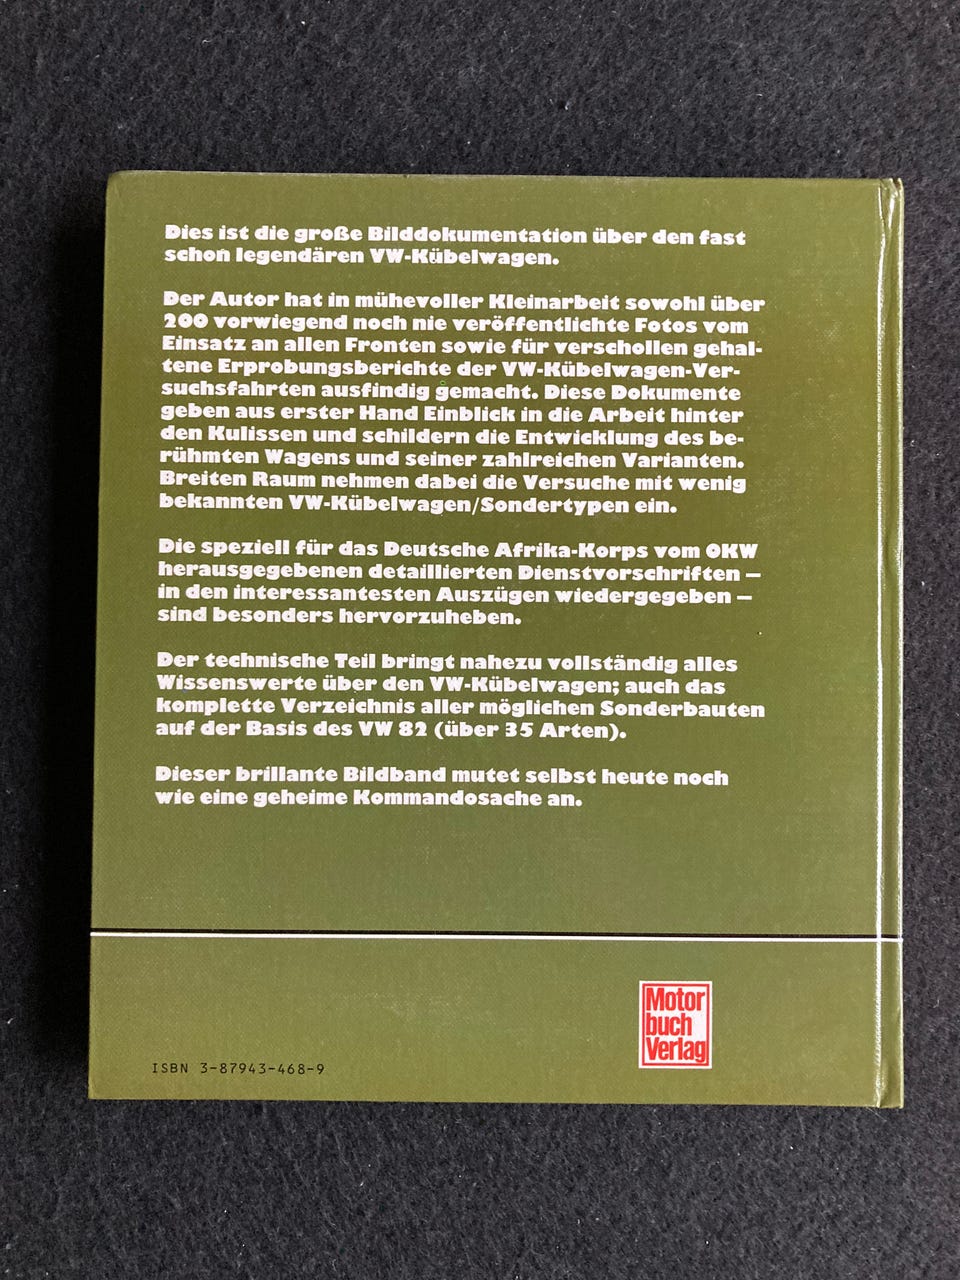 Dies ist die große Bilddokumentation über den fast
schon legendären VW-Kübelwagen.
Der Autor hat in mühevoller Kleinarbeit sowohl über
200 vorwiegend noch nie veröffentlichte Fotos vom
Einsatz an allen Fronten sowie für verschollen gehal-
tene Erprobungsberichte der VW-Kübelwagen-Ver-
suchsfahrten ausfindig gemacht. Diese Dokumente
geben aus erster Hand Einblick in die Arbeit hinter
den Kulissen und schildern die Entwicklung des be-
rühmten Wagens und seiner zahlreichen Varianten.
Breiten Raum nehmen dabei die Versuche mit wenig
bekannten VW-Kübelwagen/Sondertypen ein.
Die speziell für das Deutsche Afrika-Korps vom OKW
herausgegebenen detaillierten Dienstvorschriften –
in den interessantesten Auszügen wiedergegeben –
sind besonders hervorzuheben.
Der technische Teil bringt nahezu vollständig alles
Wissenswerte über den VW-Kübelwagen; auch das
komplette Verzeichnis aller möglichen Sonderbauten
auf der Basis des VW 82 (über 35 Arten).
Dieser brillante Bildband mutet selbst heute noch
wie eine geheime Kommandosache an.
Motor
buch
Verlag
ISBN 3-87943-468-9